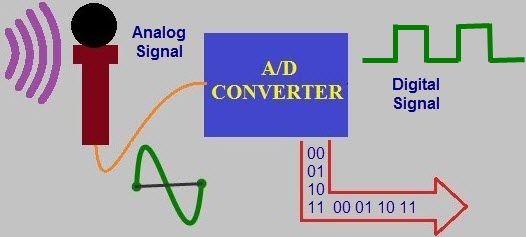 Analog
Signal
A/D
CONVERTER
Digital
Signal
00
01
10
11 00 01 10 11